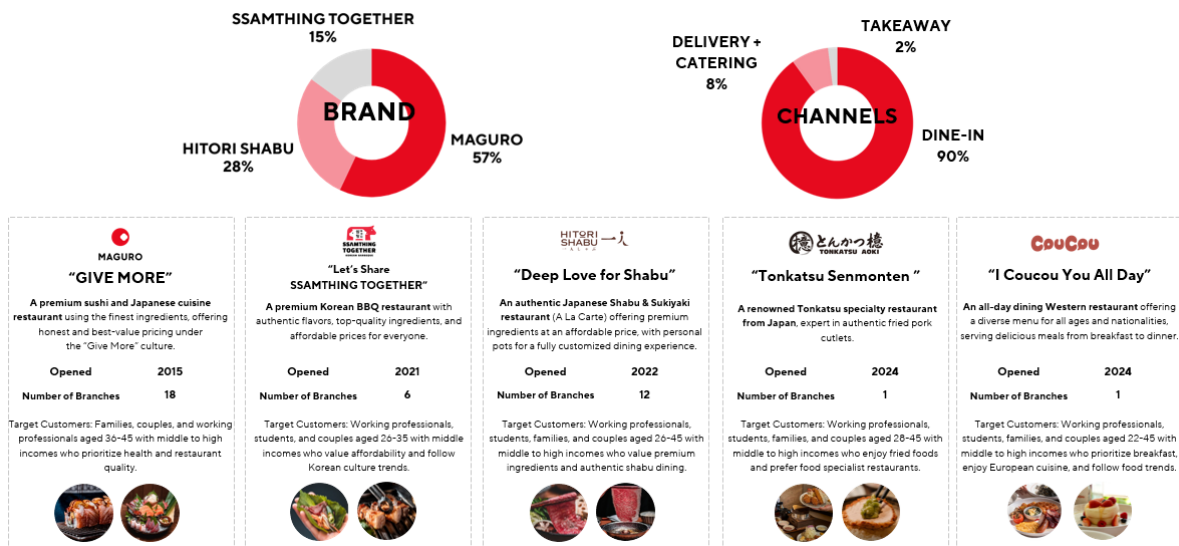 SSAMTHING TOGETHER
15%
BRAND
HITORI SHABU
28%
MAGURO
57%
TAKEAWAY
2%
DELIVERY +
CATERING
8%
CHANNELS
DINE-IN
90%
MAGURO
“GIVE MORE”
A premium sushi and Japanese cuisine
restaurant using the finest ingredients, offering
honest and best-value pricing under
the “Give More” culture.
Opened 2015
Number of Branches 18
Target Customers: Families, couples, and working
professionals aged 36-45 with middle to high
incomes who prioritize health and restaurant
quality.
SSAMTHING
TOGETHER
“Let’s Share
SSAMTHING TOGETHER”
A premium Korean BBQ restaurant with
authentic flavors, top-quality ingredients, and
affordable prices for everyone.
Opened 2021
Number of Branches 6
Target Customers: Working professionals,
students, and couples aged 26-35 with middle
incomes who value affordability and follow
Korean culture trends.
HITORI
SHABU 一人
“Deep Love for Shabu”
An authentic Japanese Shabu & Sukiyaki
restaurant (A La Carte) offering premium
ingredients at an affordable price, with personal
pots for a fully customized dining experience.
Opened 2022
Number of Branches 12
Target Customers: Working professionals,
students, families, and couples aged 26-45 with
middle to high incomes who value premium
ingredients and authentic shabu dining.
とんかつ檍
TONKATSU AOKI
“Tonkatsu Senmonten ”
A renowned Tonkatsu specialty restaurant
from Japan, expert in authentic fried pork
cutlets.
Opened 2024
Number of Branches 1
Target Customers: Working professionals,
students, families, and couples aged 28-45 with
middle to high incomes who enjoy fried foods
and prefer food specialist restaurants.
CouCou
“I Coucou You All Day”
An all-day dining Western restaurant offering
a diverse menu for all ages and nationalities,
serving delicious meals from breakfast to dinner.
Opened 2024
Number of Branches 1
Target Customers: Working professionals,
students, families, and couples aged 22-45 with
middle to high incomes who prioritize breakfast,
enjoy European cuisine, and follow food trends.